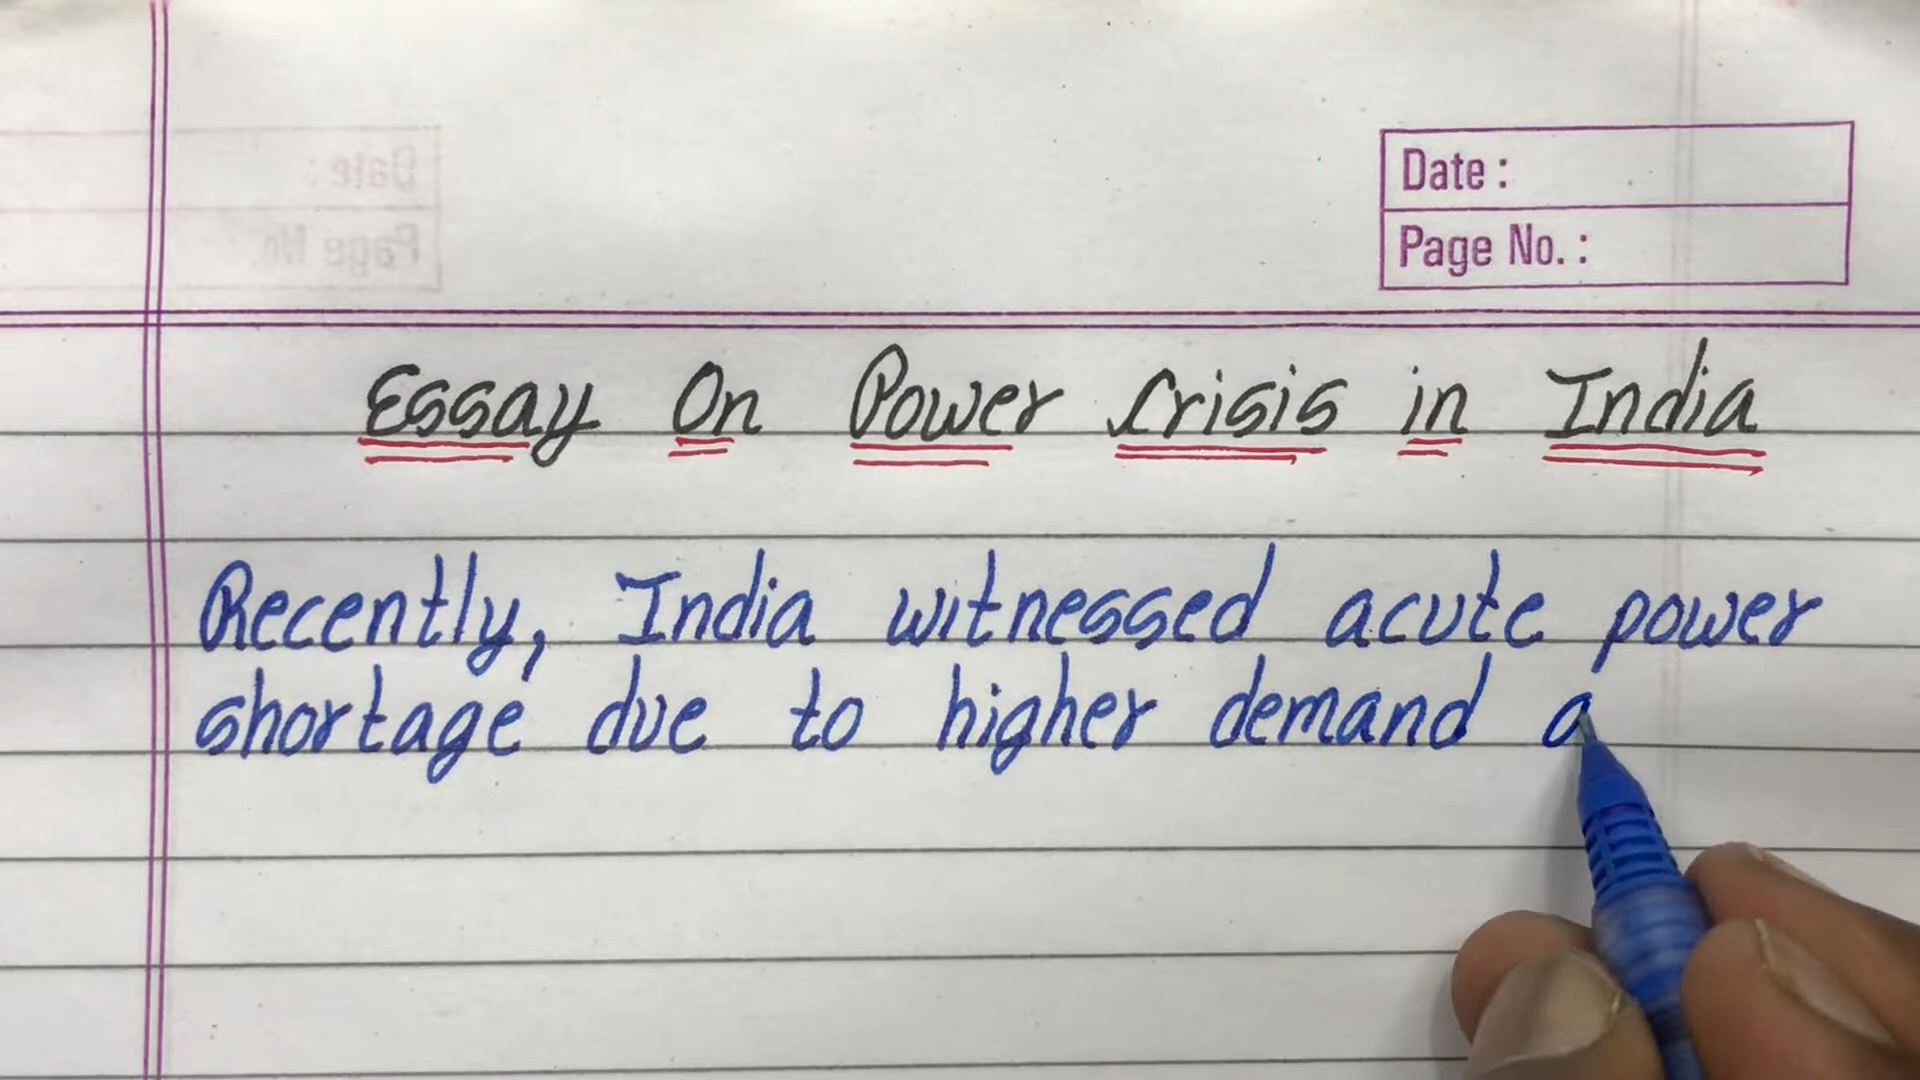 Date :
Page No. :
Essay On Power Crisis in India
Recently, India witnessed acute power
shortage due to higher demand a